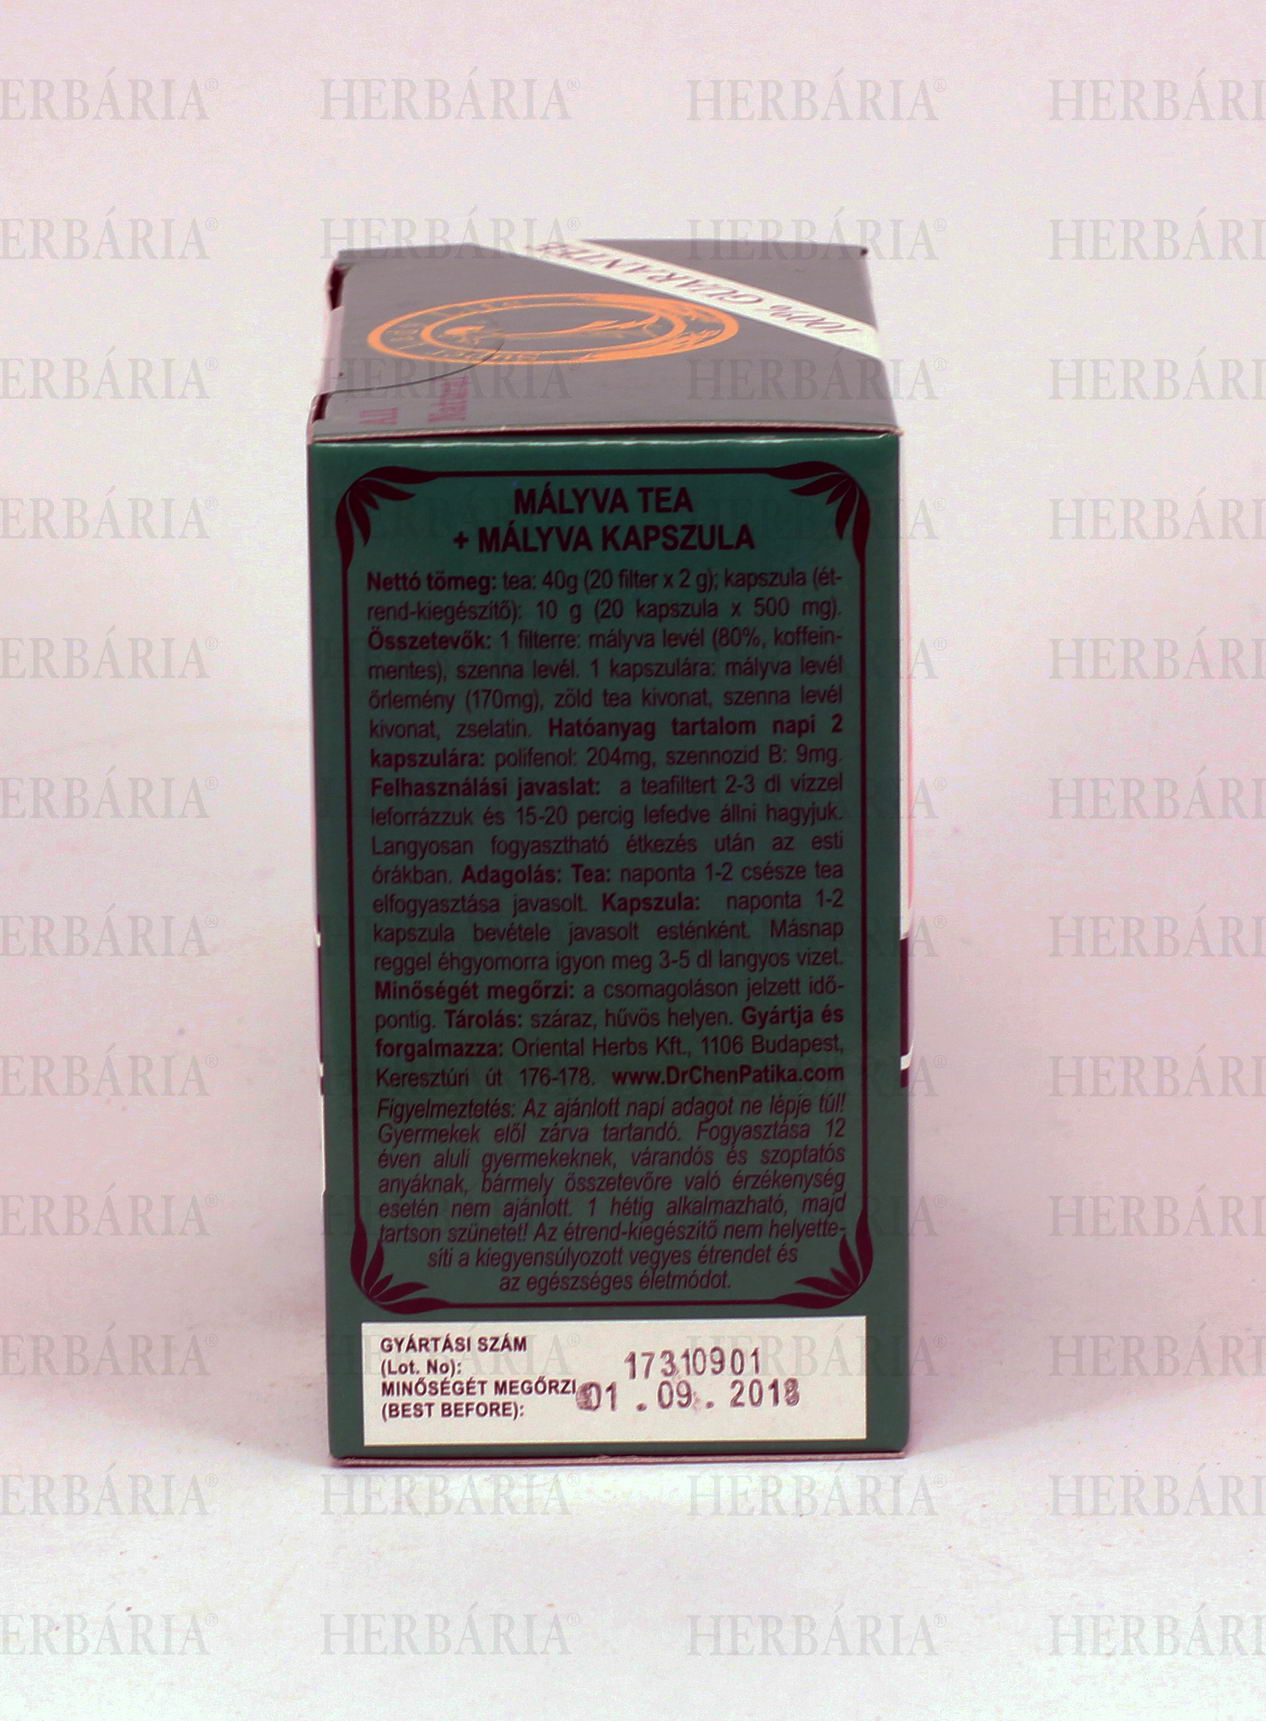 HERBÁRIA®
100% GUARANTEE
All
Natural
MÁLYVA TEA
+ MÁLYVA KAPSZULA
Nettó tömeg: tea: 40g (20 filter x 2 g); kapszula (ét-
rend-kiegészítő): 10 g (20 kapszula x 500 mg).
Összetevők: 1 filterre: mályva levél (80%, koffein-
mentes), szenna levél. 1 kapszulára: mályva levél
őrlemény (170mg), zöld tea kivonat, szenna levél
kivonat, zselatin. Hatóanyag tartalom napi 2
kapszulára: polifenol: 204mg, szennozid B: 9mg.
Felhasználási javaslat: a teafiltert 2-3 dl vízzel
leforrázzuk és 15-20 percig lefedve állni hagyjuk.
Langyosan fogyasztható étkezés után az esti
órákban. Adagolás: Tea: naponta 1-2 csésze tea
elfogyasztása javasolt. Kapszula: naponta 1-2
kapszula bevétele javasolt esténként. Másnap
reggel éhgyomorra igyon meg 3-5 dl langyos vizet.
Minőségét megőrzi: a csomagoláson jelzett idő-
pontig. Tárolás: száraz, hűvös helyen. Gyártja és
forgalmazza: Oriental Herbs Kft., 1106 Budapest,
Keresztúri út 176-178. www.DrChenPatika.com
Figyelmeztetés: Az ajánlott napi adagot ne lépje túl!
Gyermekek elől zárva tartandó. Fogyasztása 12
éven aluli gyermekeknek, várandós és szoptatós
anyáknak, bármely összetevőre való érzékenység
esetén nem ajánlott. 1 hétig alkalmazható, majd
tartson szünetet! Az étrend-kiegészítő nem helyette-
síti a kiegyensúlyozott vegyes étrendet és
az egészséges életmódot.
GYÁRTÁSI SZÁM
(Lot. No): 17310901
MINŐSÉGÉT MEGŐRZI 01.09.2018
(BEST BEFORE):